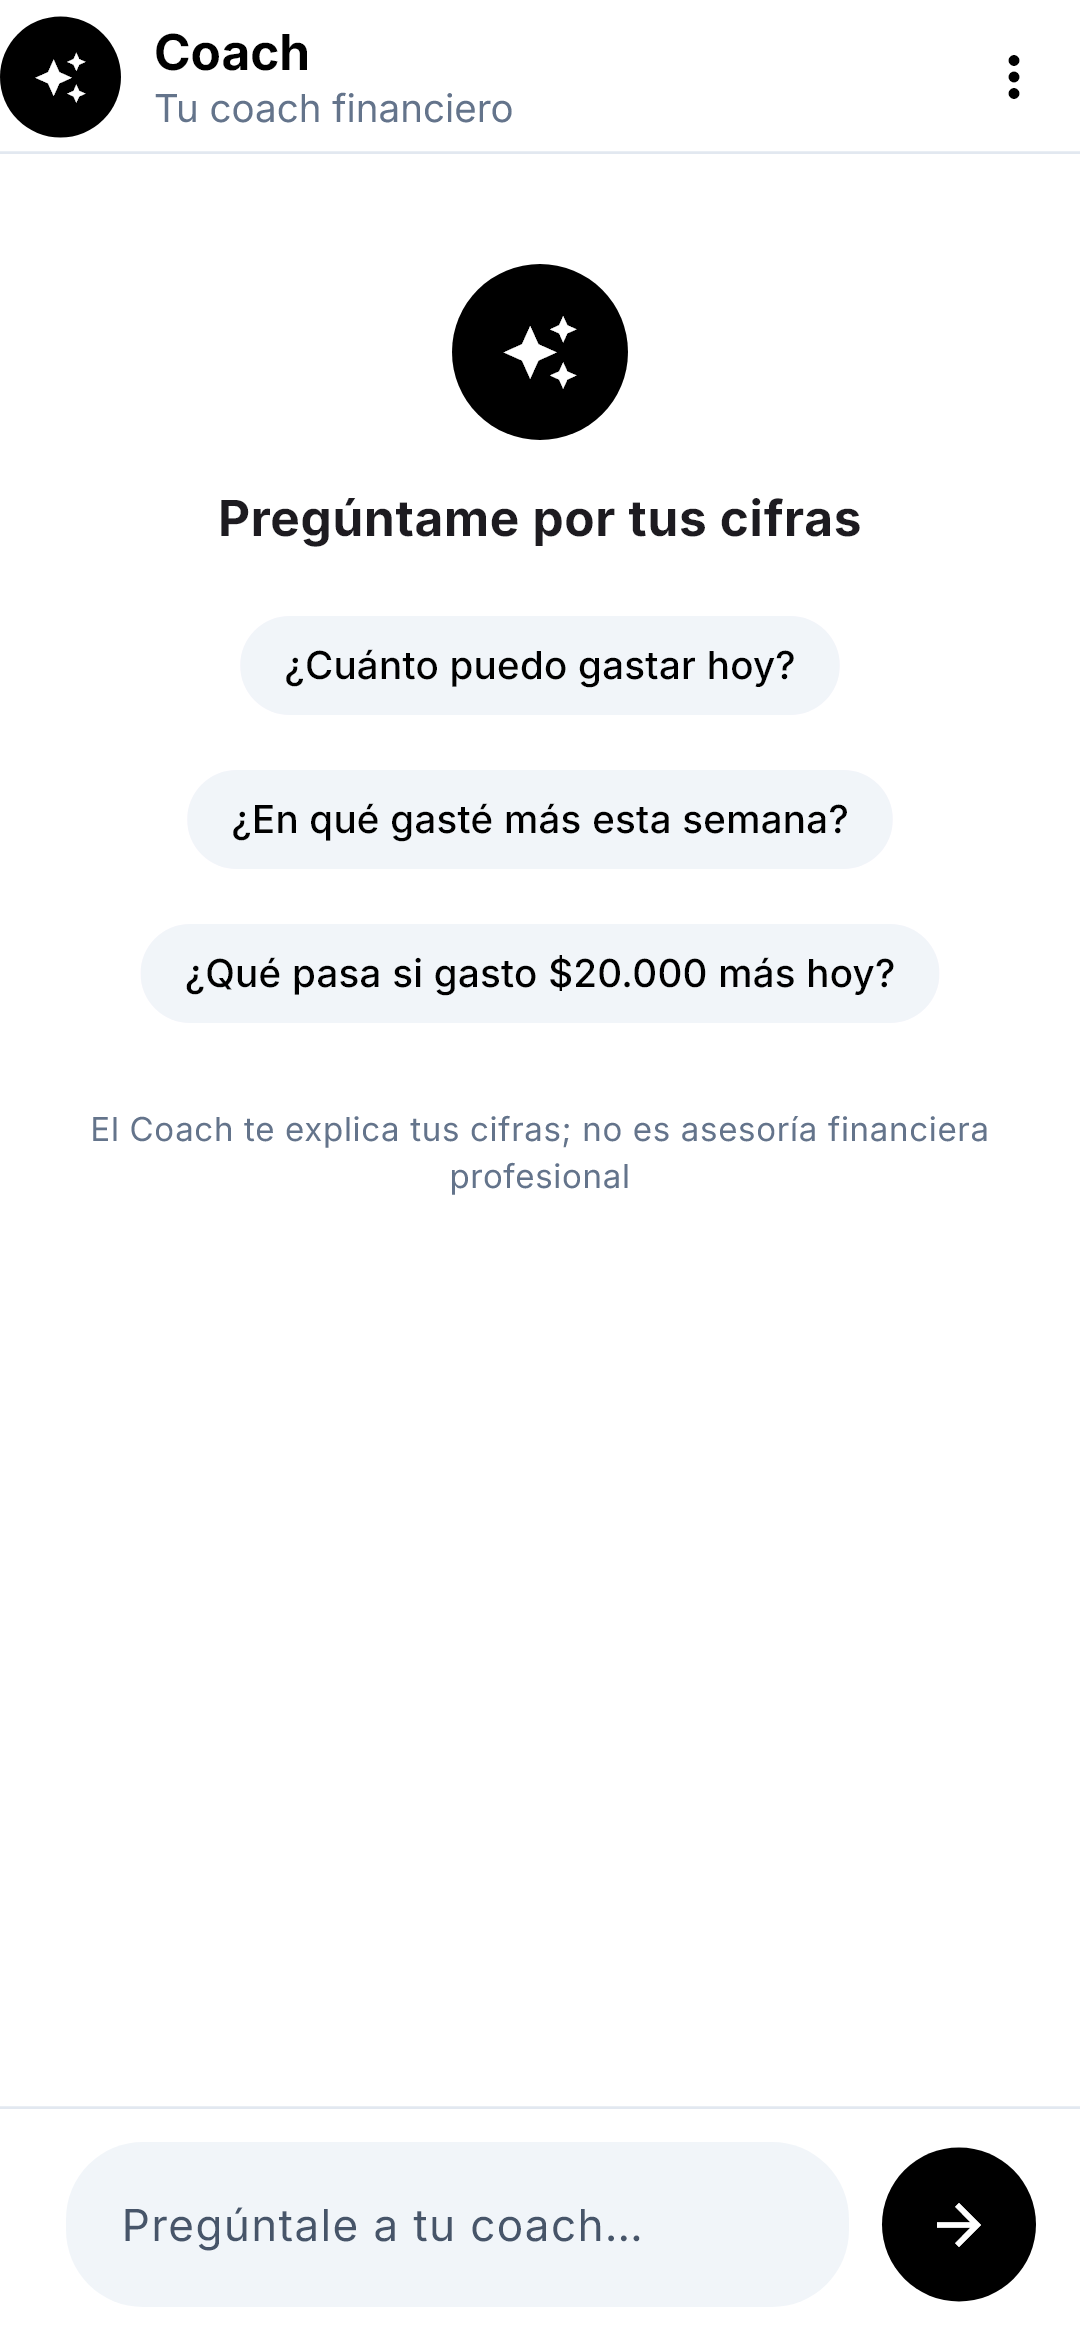 Coach
Tu coach financiero
Pregúntame por tus cifras
¿Cuánto puedo gastar hoy?
¿En qué gasté más esta semana?
¿Qué pasa si gasto $20.000 más hoy?
El Coach te explica tus cifras; no es asesoría financiera
profesional
Pregúntale a tu coach...